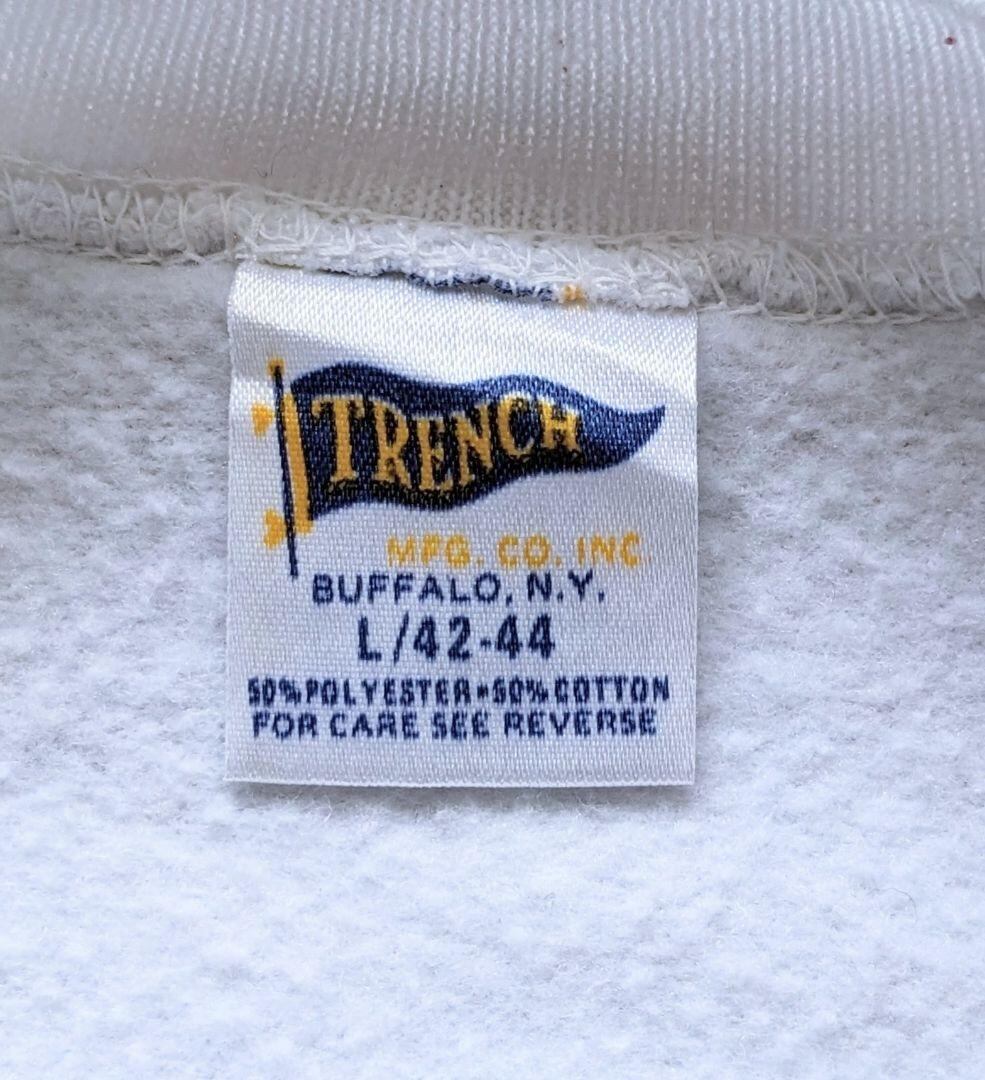 TRENCH
MFG. CO. INC.
BUFFALO, N.Y.
L/42-44
50% POLYESTER•50% COTTON
FOR CARE SEE REVERSE